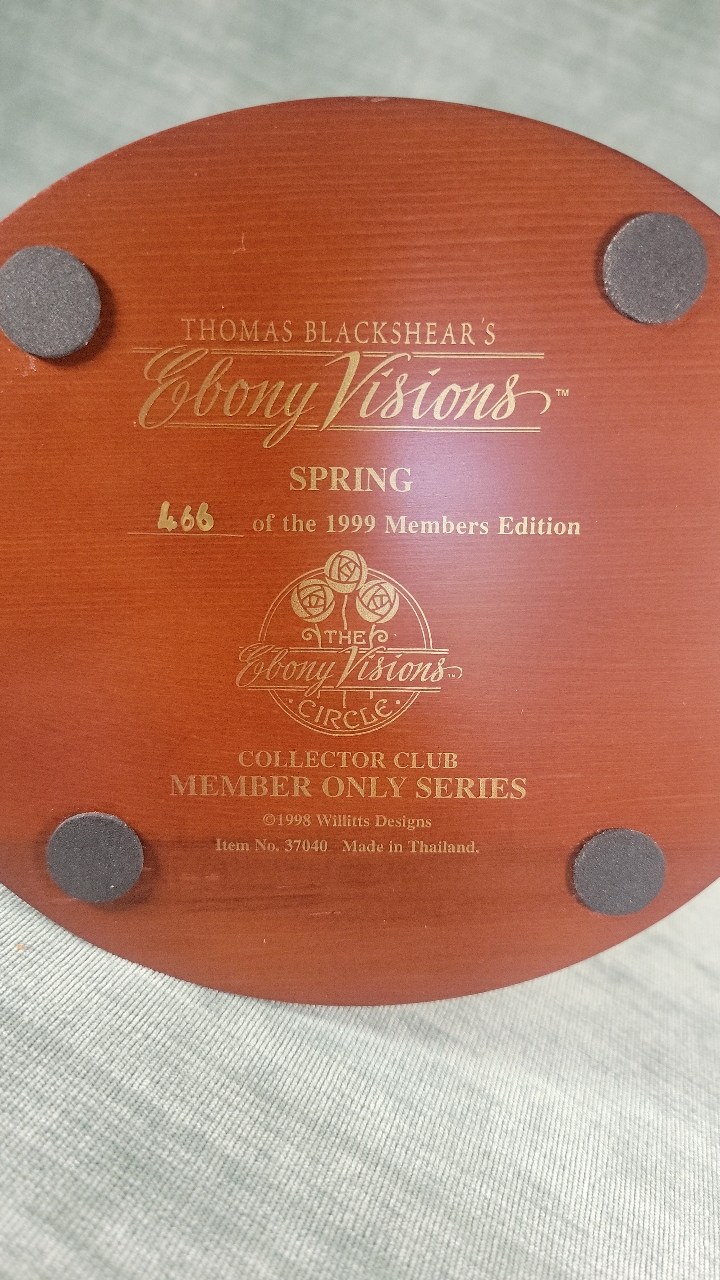 THOMAS BLACKSHEAR'S
Ebony Visions™
SPRING
466 of the 1999 Members Edition
KY
THE
Ebony Visions™
·CIRCLE·
COLLECTOR CLUB
MEMBER ONLY SERIES
©1998 Willitts Designs
Item No. 37040 Made in Thailand.